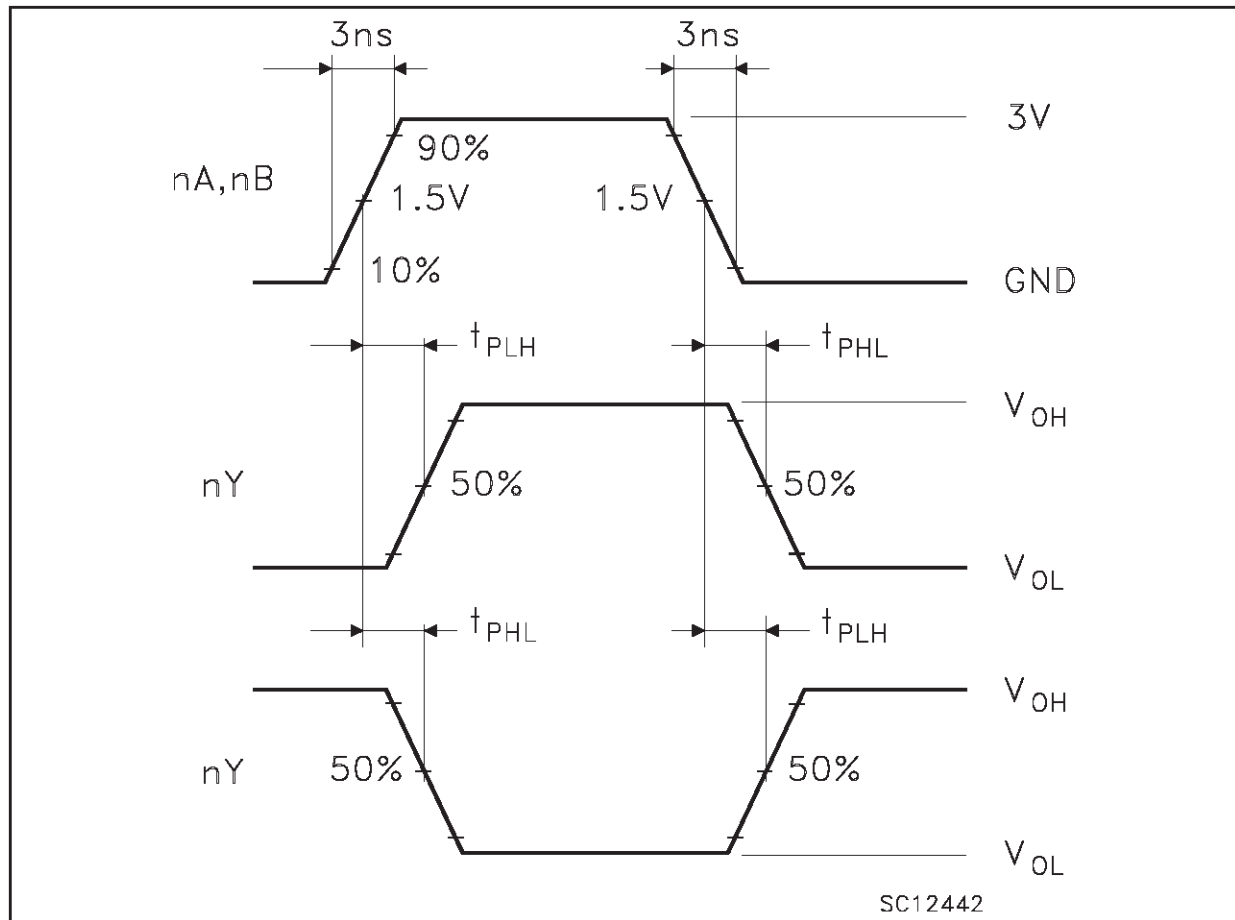 3ns 3ns
3V
90%
nA,nB 1.5V 1.5V
10% GND
tPLH tPHL
VOH
nY 50% 50%
VOL
tPHL tPLH
VOH
nY 50% 50%
VOL
SC12442